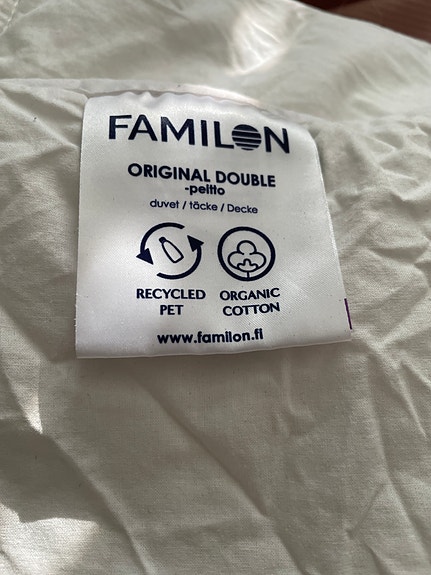 FAMILON
ORIGINAL DOUBLE
-peitto
duvet / täcke / Decke
RECYCLED PET
ORGANIC COTTON
www.familon.fi